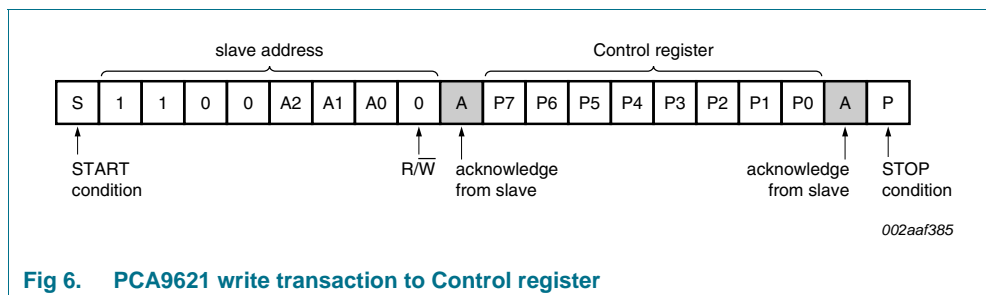 slave address Control register
S 1 1 0 0 A2 A1 A0 0 A P7 P6 P5 P4 P3 P2 P1 P0 A P
START condition
R/W̅
acknowledge from slave
acknowledge from slave
STOP condition
002aaf385
Fig 6. PCA9621 write transaction to Control register